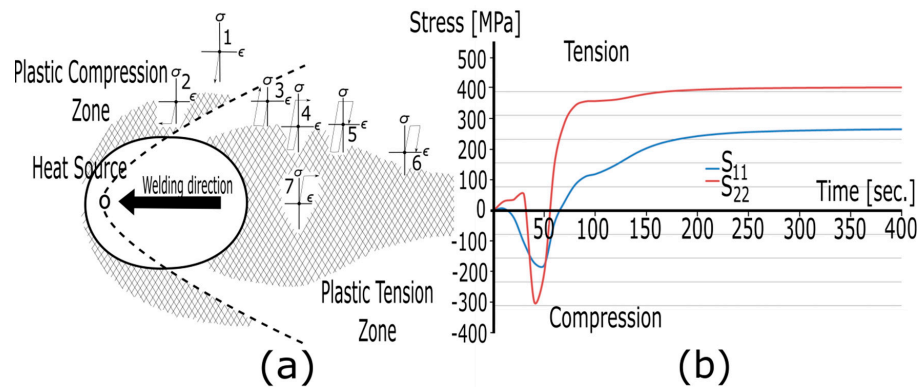 (a)
Plastic Compression
Zone
Heat Source
Welding direction
O
Plastic Tension
Zone
σ
ϵ
1
σ
2
ϵ
σ
3
ϵ
σ
4
ϵ
σ
5
ϵ
σ
6
ϵ
σ
7
ϵ
(b)
Stress [MPa]
Tension
500
400
300
200
100
0
-100
-200
-300
-400
S11
S22
Time [sec.]
50
100
150
200
250
300
350
400
Compression